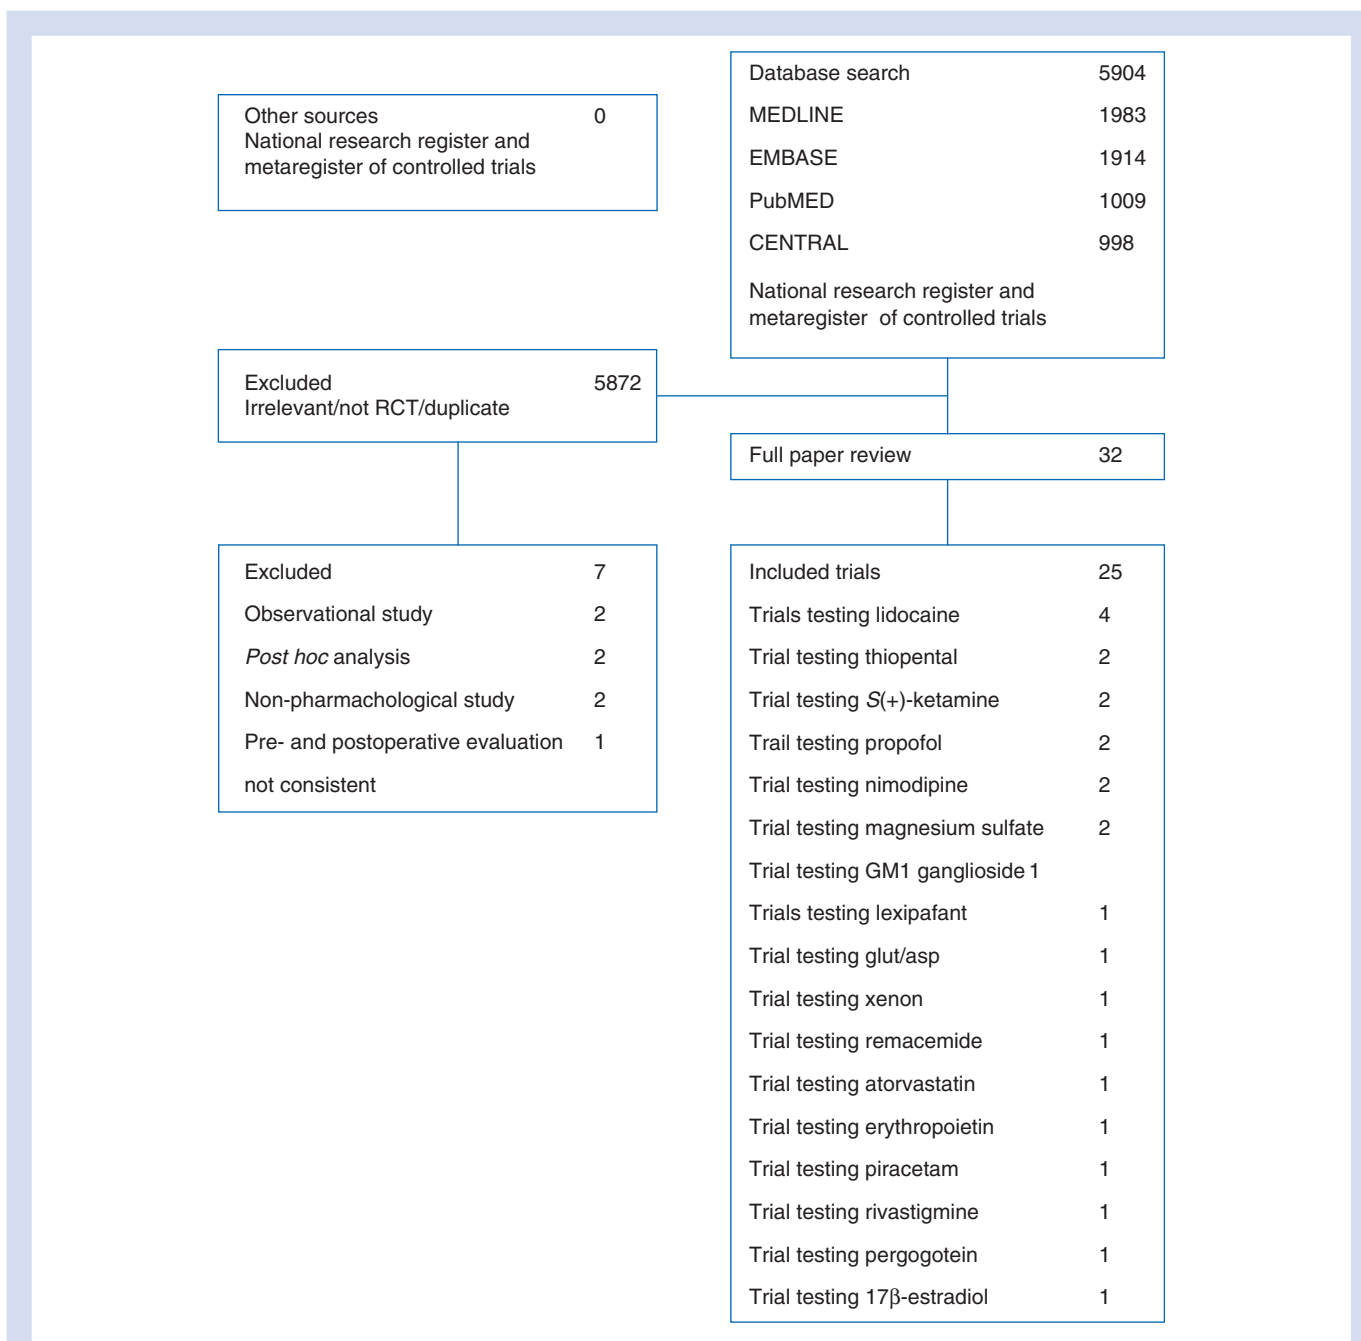 Other sources 0
National research register and
metaregister of controlled trials
Database search 5904
MEDLINE 1983
EMBASE 1914
PubMED 1009
CENTRAL 998
National research register and
metaregister of controlled trials
Excluded 5872
Irrelevant/not RCT/duplicate
Full paper review 32
Excluded 7
Observational study 2
Post hoc analysis 2
Non-pharmachological study 2
Pre- and postoperative evaluation 1
not consistent
Included trials 25
Trials testing lidocaine 4
Trial testing thiopental 2
Trial testing S(+)-ketamine 2
Trail testing propofol 2
Trial testing nimodipine 2
Trial testing magnesium sulfate 2
Trial testing GM1 ganglioside 1
Trials testing lexipafant 1
Trial testing glut/asp 1
Trial testing xenon 1
Trial testing remacemide 1
Trial testing atorvastatin 1
Trial testing erythropoietin 1
Trial testing piracetam 1
Trial testing rivastigmine 1
Trial testing pergogotein 1
Trial testing 17β-estradiol 1